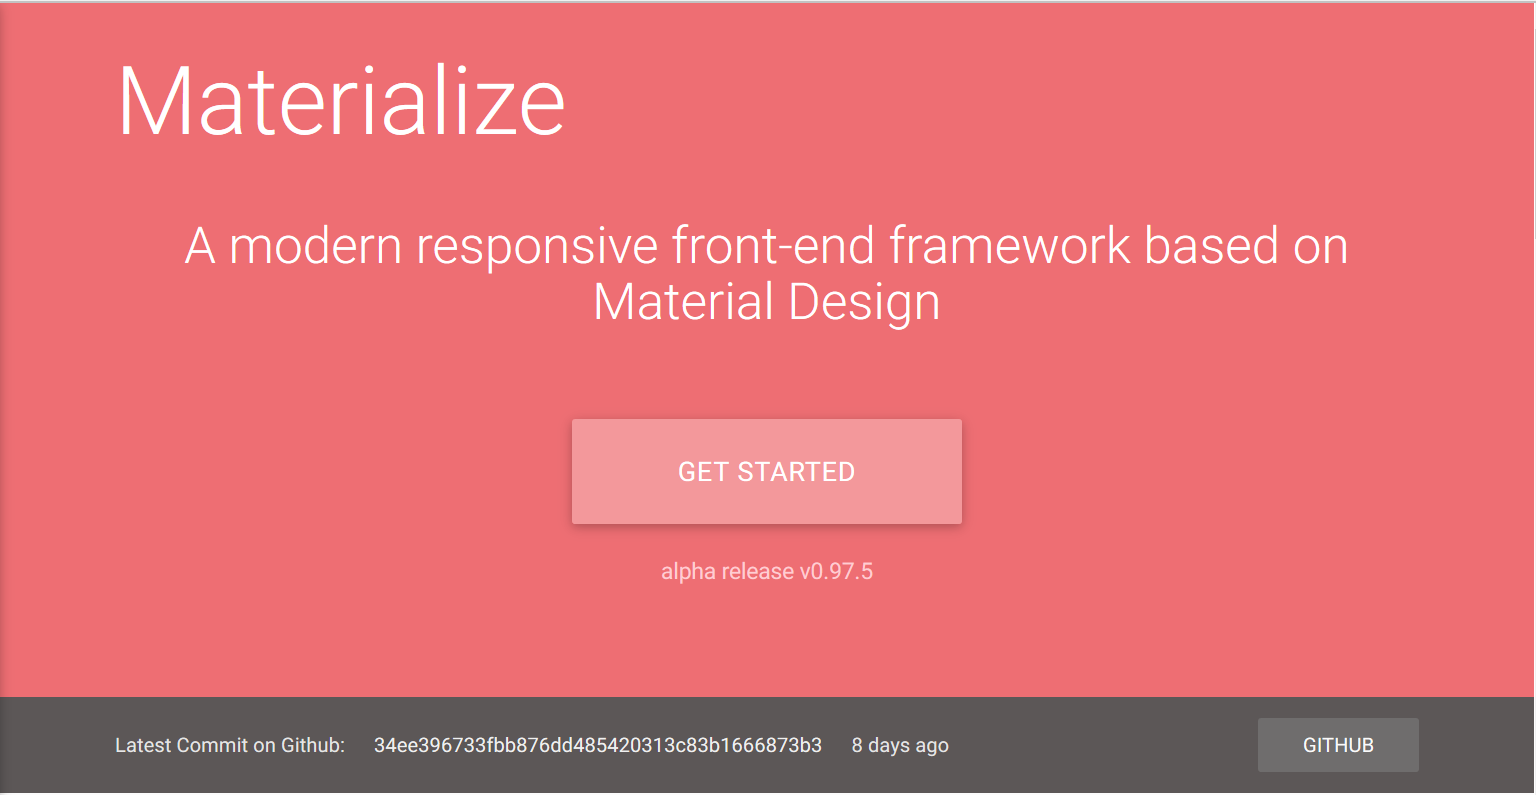 Materialize
A modern responsive front-end framework based on
Material Design
GET STARTED
alpha release v0.97.5
Latest Commit on Github: 34ee396733fbb876dd485420313c83b1666873b3 8 days ago GITHUB